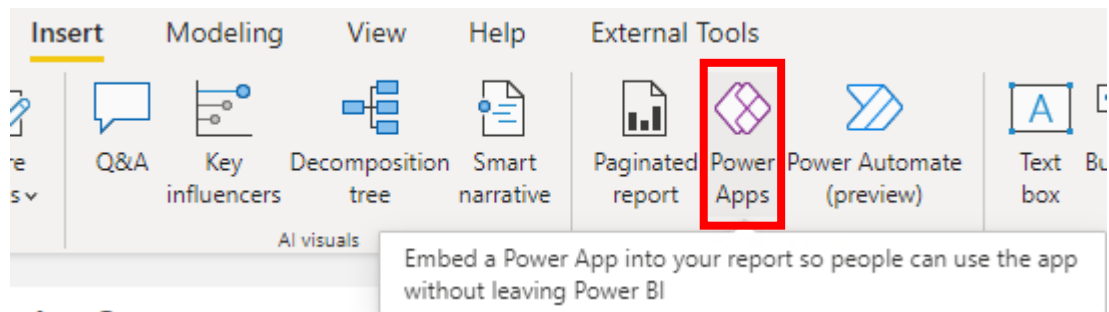 Insert Modeling View Help External Tools
Q&A Key influencers Decomposition tree Smart narrative Paginated report Power Apps Power Automate (preview) Text box
AI visuals
Embed a Power App into your report so people can use the app
without leaving Power BI